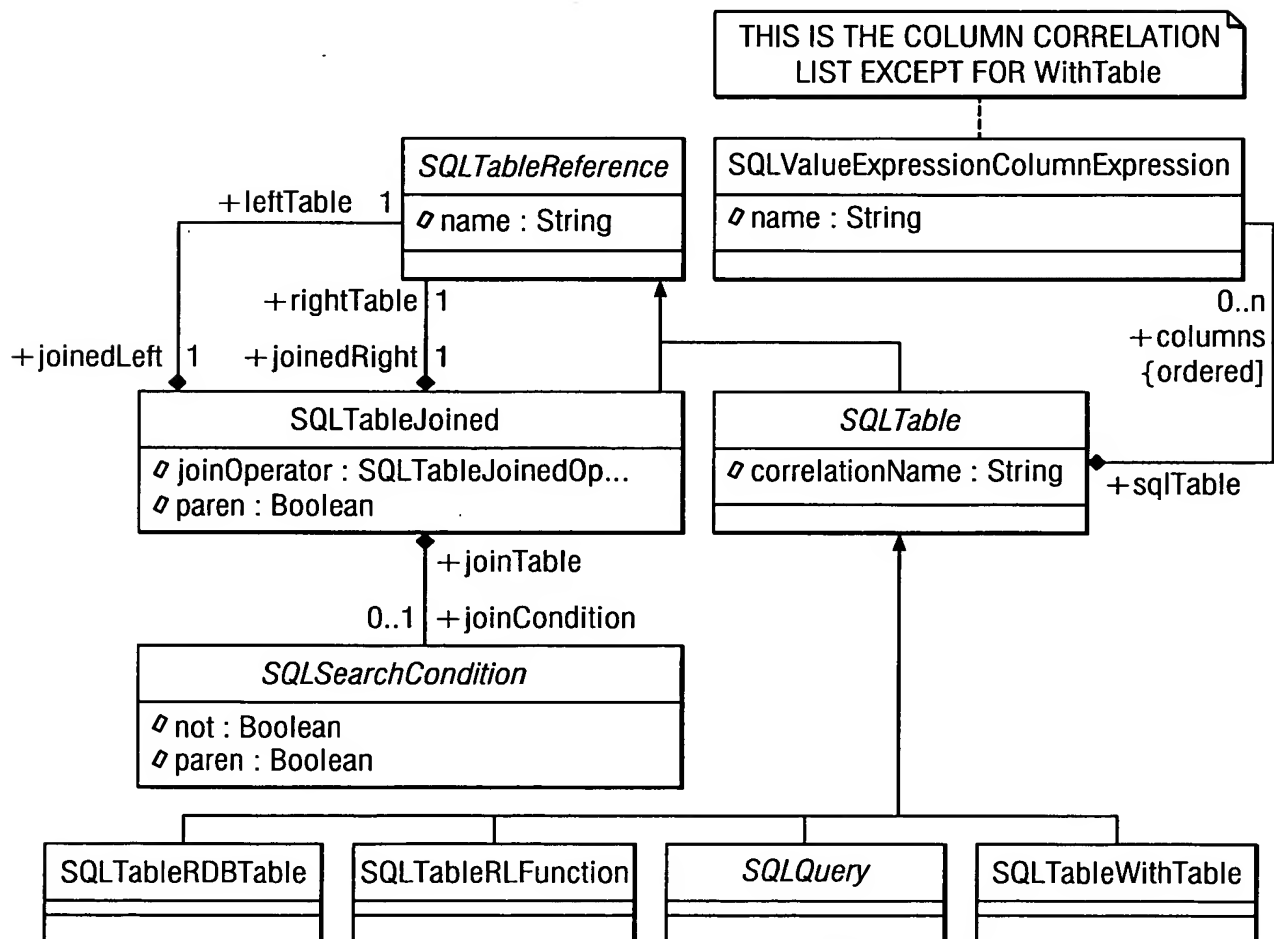 THIS IS THE COLUMN CORRELATION
LIST EXCEPT FOR WithTable
SQLTableReference
name : String
SQLValueExpressionColumnExpression
name : String
+leftTable 1
+rightTable 1
0..n
+columns
{ordered]
+joinedLeft 1
+joinedRight 1
SQLTableJoined
joinOperator : SQLTableJoinedOp...
paren : Boolean
SQLTable
correlationName : String
+sqlTable
+joinTable
0..1 +joinCondition
SQLSearchCondition
not : Boolean
paren : Boolean
SQLTableRDBTable
SQLTableRLFunction
SQLQuery
SQLTableWithTable